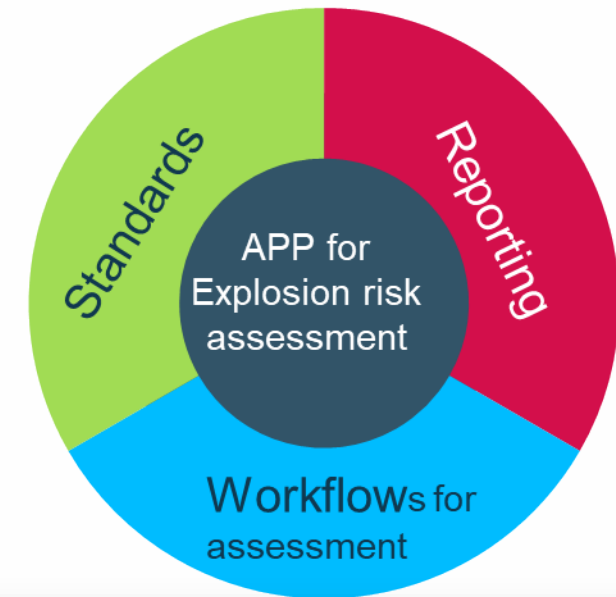 Standards
Reporting
APP for
Explosion risk
assessment
Workflows for
assessment